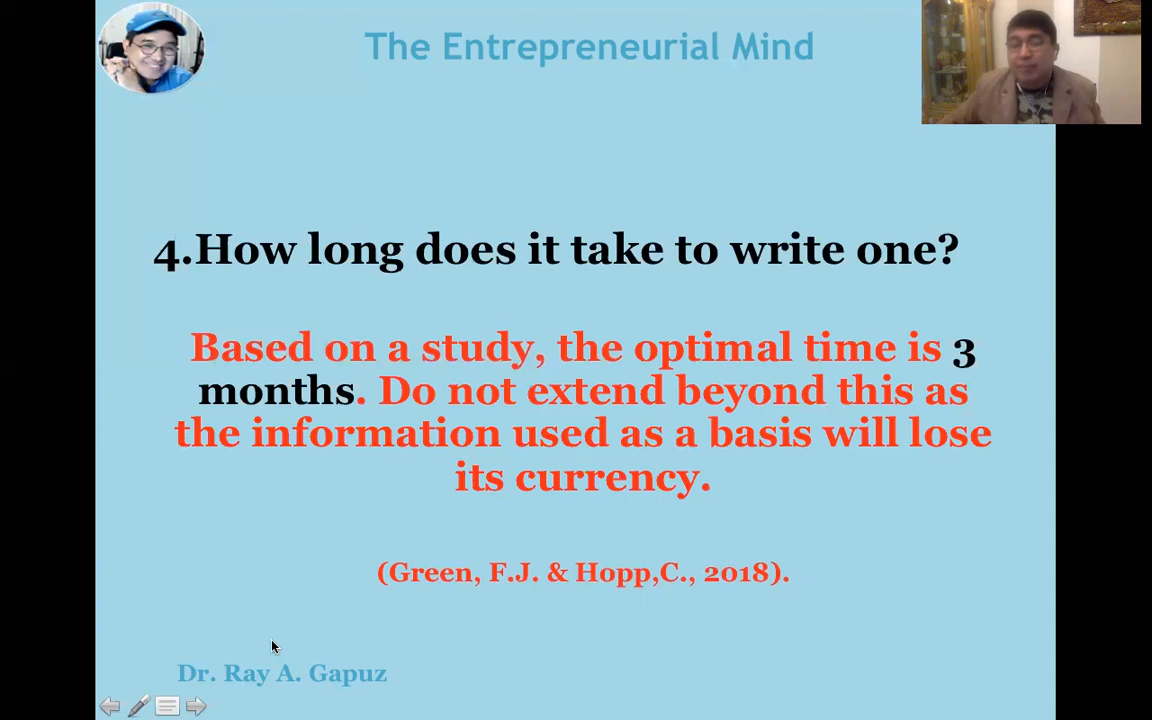 The Entrepreneurial Mind
4.How long does it take to write one?
Based on a study, the optimal time is 3
months. Do not extend beyond this as
the information used as a basis will lose
its currency.
(Green, F.J. & Hopp,C., 2018).
Dr. Ray A. Gapuz